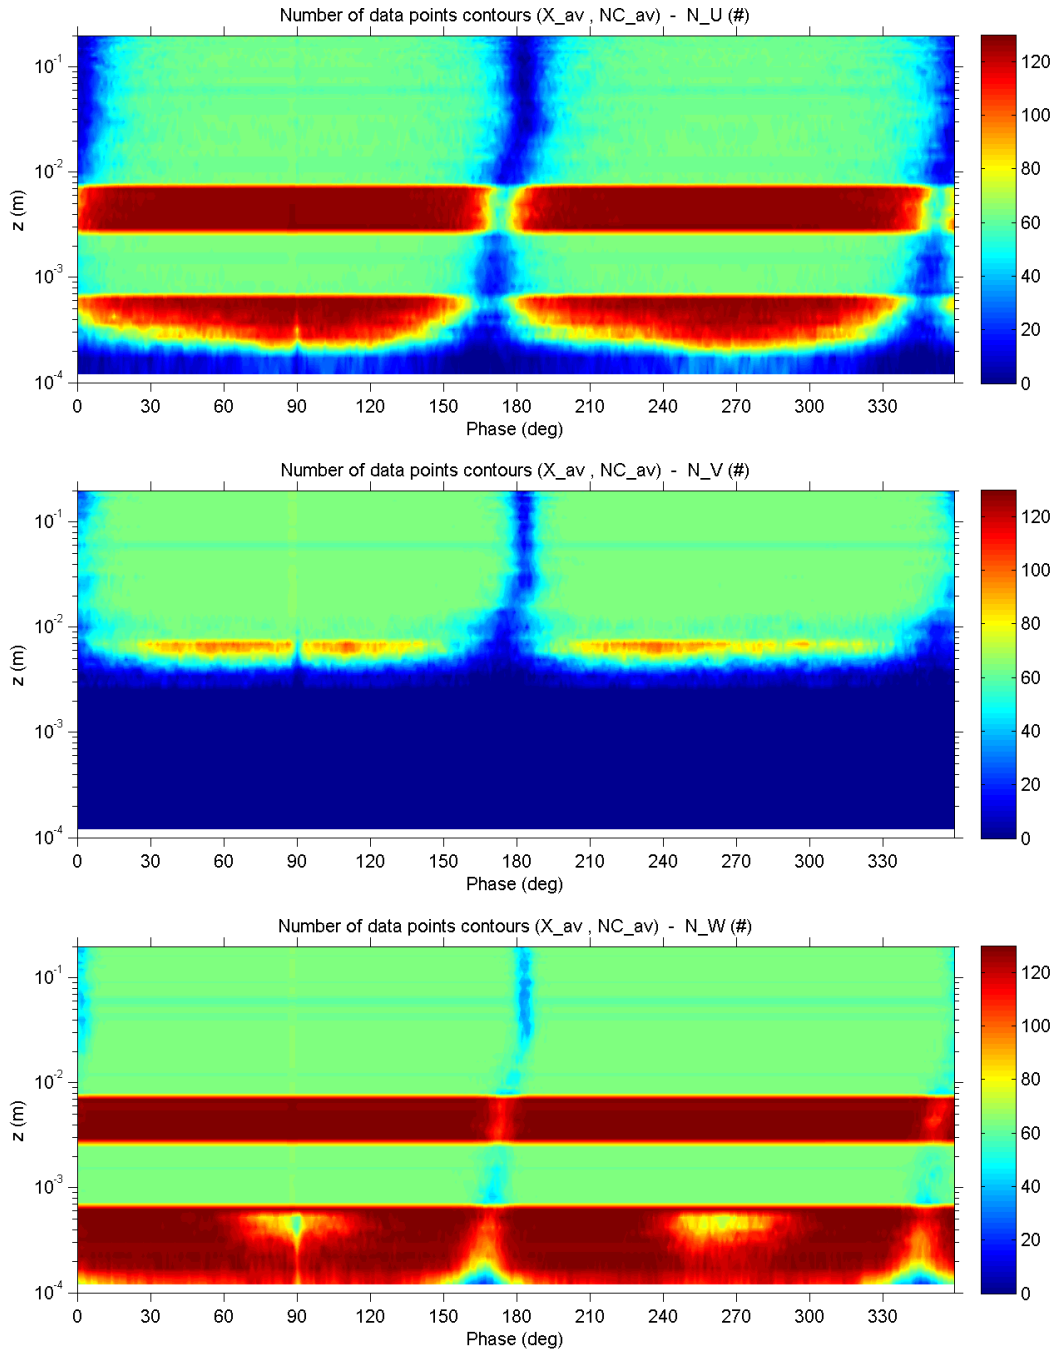 Number of data points contours (X_av , NC_av)  -  N_U (#)
z (m)
10^-1
10^-2
10^-3
10^-4
0 30 60 90 120 150 180 210 240 270 300 330
Phase (deg)
120
100
80
60
40
20
0
Number of data points contours (X_av , NC_av)  -  N_V (#)
z (m)
10^-1
10^-2
10^-3
10^-4
0 30 60 90 120 150 180 210 240 270 300 330
Phase (deg)
120
100
80
60
40
20
0
Number of data points contours (X_av , NC_av)  -  N_W (#)
z (m)
10^-1
10^-2
10^-3
10^-4
0 30 60 90 120 150 180 210 240 270 300 330
Phase (deg)
120
100
80
60
40
20
0